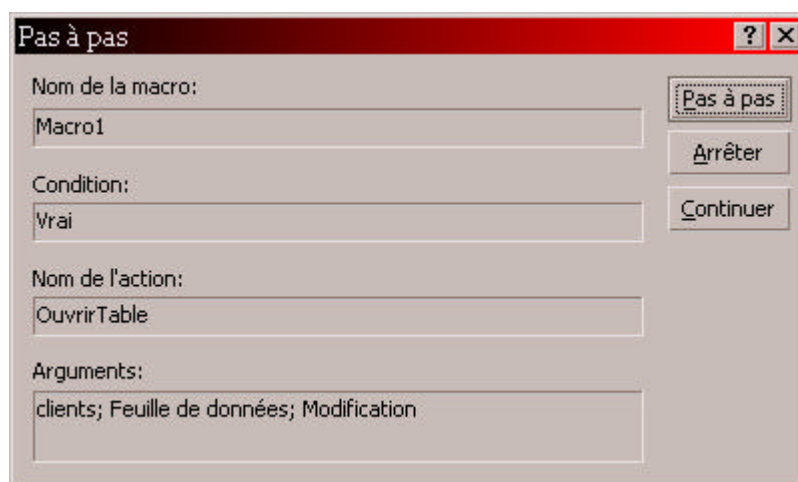 Pas à pas
Nom de la macro:
Macro1
Condition:
Vrai
Nom de l'action:
OuvrirTable
Arguments:
clients; Feuille de données; Modification
Pas à pas
Arrêter
Continuer